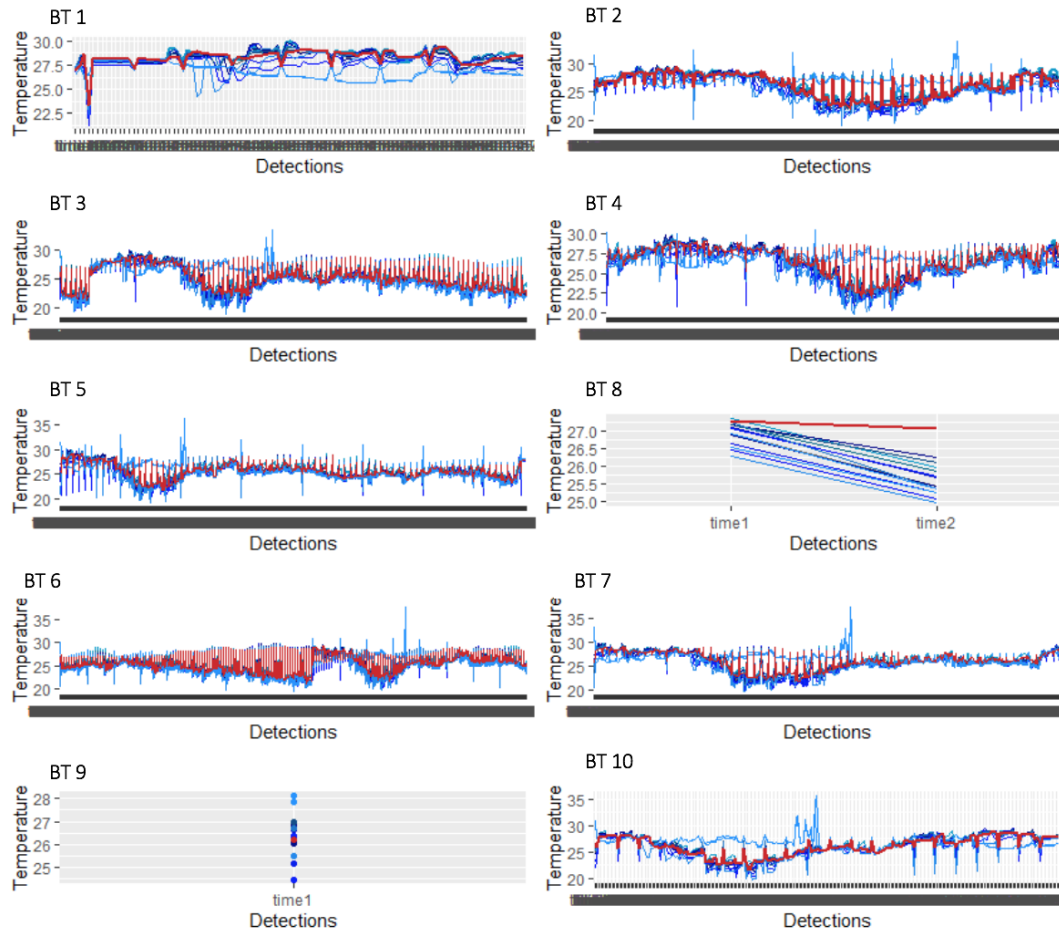 BT 1
Temperature
30.0
27.5
25.0
22.5
Detections
BT 2
Temperature
30
25
20
Detections
BT 3
Temperature
30
25
20
Detections
BT 4
Temperature
30.0
27.5
25.0
22.5
20.0
Detections
BT 5
Temperature
35
30
25
20
Detections
BT 8
Temperature
27.0
26.5
26.0
25.5
25.0
time1 time2
Detections
BT 6
Temperature
35
30
25
20
Detections
BT 7
Temperature
35
30
25
20
Detections
BT 9
Temperature
28
27
26
25
time1
Detections
BT 10
Temperature
35
30
25
20
Detections